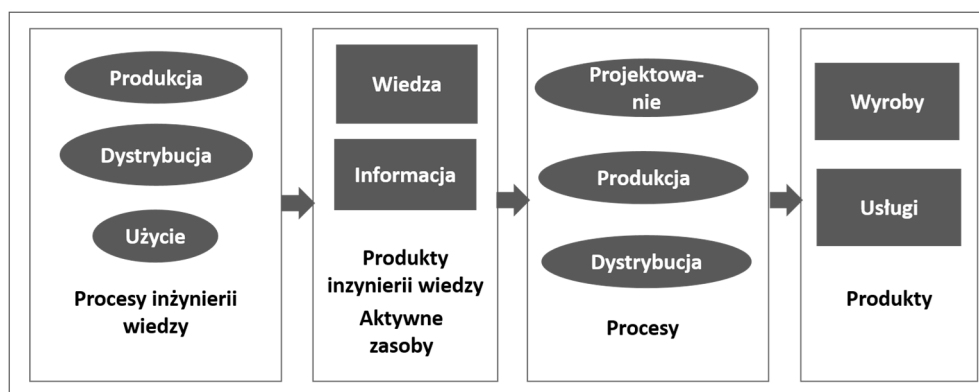 Produkcja
Dystrybucja
Użycie
Procesy inżynierii
wiedzy
Wiedza
Informacja
Produkty
inzynierii wiedzy
Aktywne
zasoby
Projektowa-
nie
Produkcja
Dystrybucja
Procesy
Wyroby
Usługi
Produkty